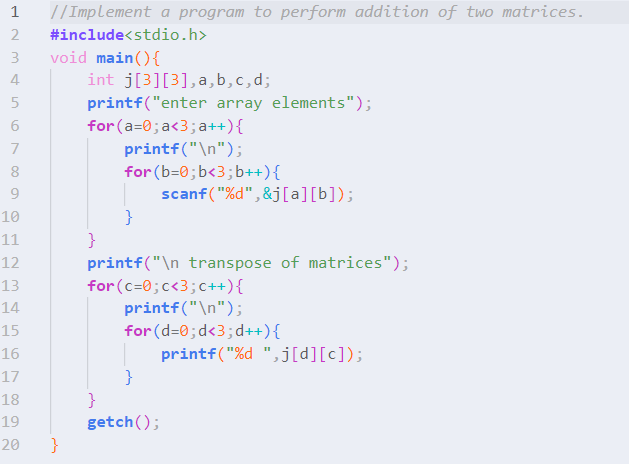 1 //Implement a program to perform addition of two matrices.
2 #include<stdio.h>
3 void main(){
4     int j[3][3],a,b,c,d;
5     printf("enter array elements");
6     for(a=0;a<3;a++){
7         printf("\n");
8         for(b=0;b<3;b++){
9             scanf("%d",&j[a][b]);
10         }
11     }
12     printf("\n transpose of matrices");
13     for(c=0;c<3;c++){
14         printf("\n");
15         for(d=0;d<3;d++){
16             printf("%d ",j[d][c]);
17         }
18     }
19     getch();
20 }